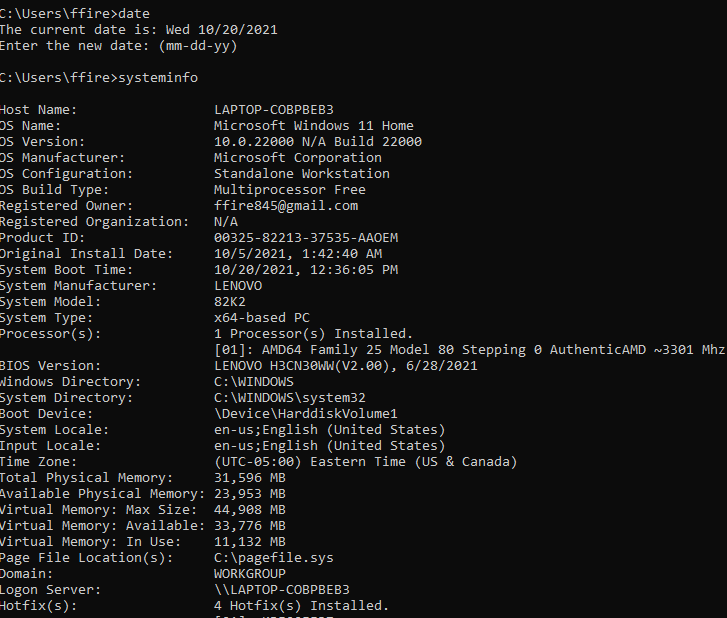 C:\Users\ffire>date
The current date is: Wed 10/20/2021
Enter the new date: (mm-dd-yy)
C:\Users\ffire>systeminfo
Host Name: LAPTOP-COBPBEB3
OS Name: Microsoft Windows 11 Home
OS Version: 10.0.22000 N/A Build 22000
OS Manufacturer: Microsoft Corporation
OS Configuration: Standalone Workstation
OS Build Type: Multiprocessor Free
Registered Owner: ffire845@gmail.com
Registered Organization: N/A
Product ID: 00325-82213-37535-AAOEM
Original Install Date: 10/5/2021, 1:42:40 AM
System Boot Time: 10/20/2021, 12:36:05 PM
System Manufacturer: LENOVO
System Model: 82K2
System Type: x64-based PC
Processor(s): 1 Processor(s) Installed.
[01]: AMD64 Family 25 Model 80 Stepping 0 AuthenticAMD ~3301 Mhz
BIOS Version: LENOVO H3CN30WW(V2.00), 6/28/2021
Windows Directory: C:\WINDOWS
System Directory: C:\WINDOWS\system32
Boot Device: \Device\HarddiskVolume1
System Locale: en-us;English (United States)
Input Locale: en-us;English (United States)
Time Zone: (UTC-05:00) Eastern Time (US & Canada)
Total Physical Memory: 31,596 MB
Available Physical Memory: 23,953 MB
Virtual Memory: Max Size: 44,908 MB
Virtual Memory: Available: 33,776 MB
Virtual Memory: In Use: 11,132 MB
Page File Location(s): C:\pagefile.sys
Domain: WORKGROUP
Logon Server: \\LAPTOP-COBPBEB3
Hotfix(s): 4 Hotfix(s) Installed.